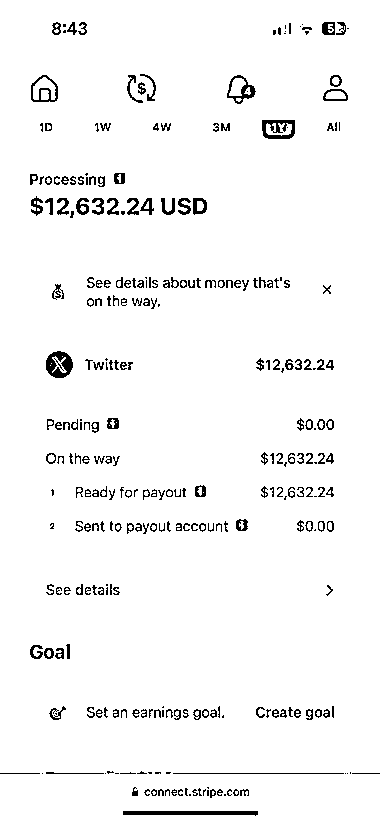 8:43
1D 1W 4W 3M 1Y All
Processing
$12,632.24 USD
See details about money that's
on the way.
Twitter $12,632.24
Pending $0.00
On the way $12,632.24
1 Ready for payout $12,632.24
2 Sent to payout account $0.00
See details
Goal
Set an earnings goal. Create goal
connect.stripe.com